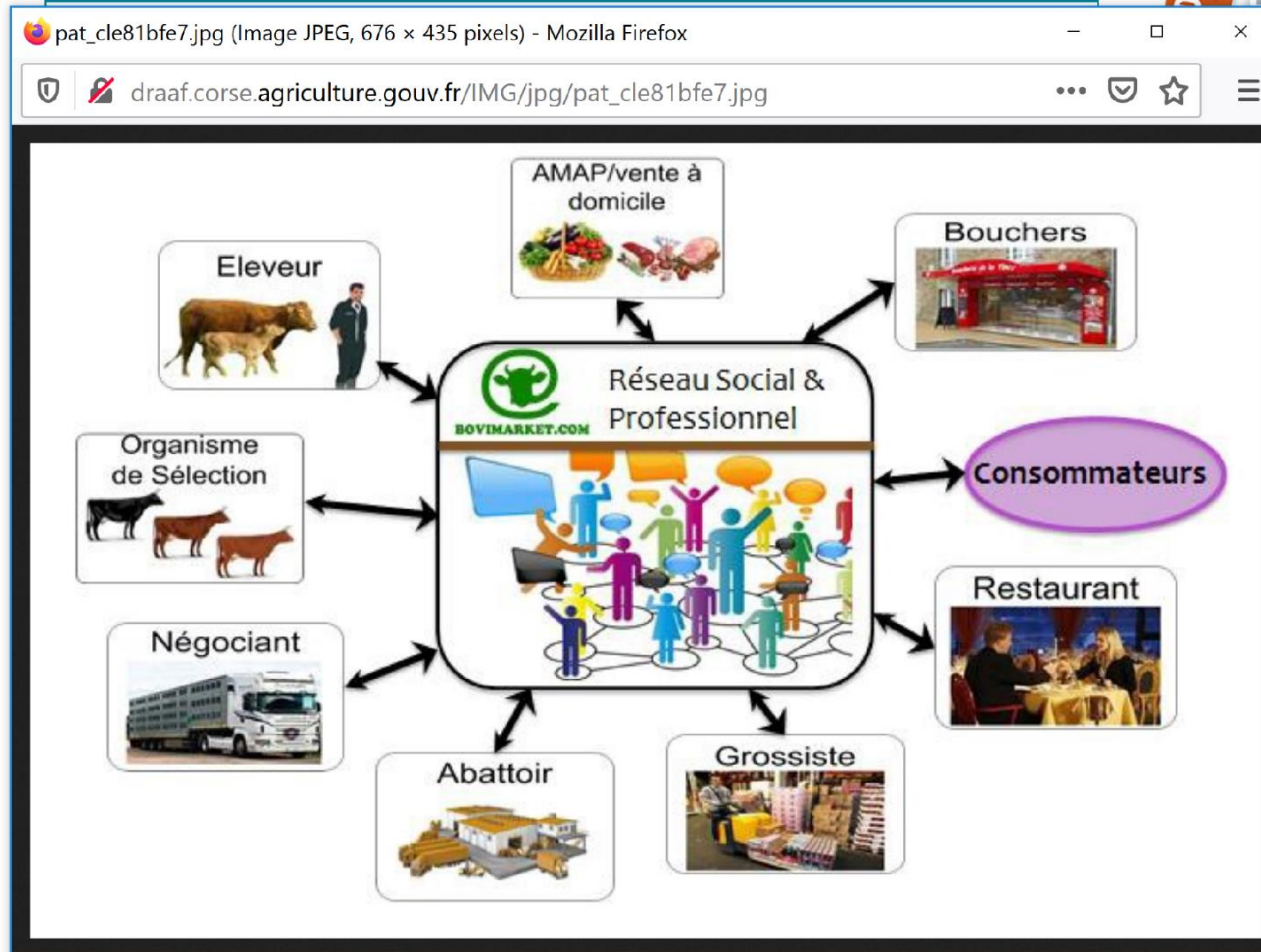 pat_cle81bfe7.jpg (Image JPEG, 676 × 435 pixels) - Mozilla Firefox
draaf.corse.agriculture.gouv.fr/IMG/jpg/pat_cle81bfe7.jpg
AMAP/vente à
domicile
Bouchers
Eleveur
Réseau Social &
Professionnel
BOVIMARKET.COM
Organisme
de Sélection
Consommateurs
Restaurant
Négociant
Abattoir
Grossiste